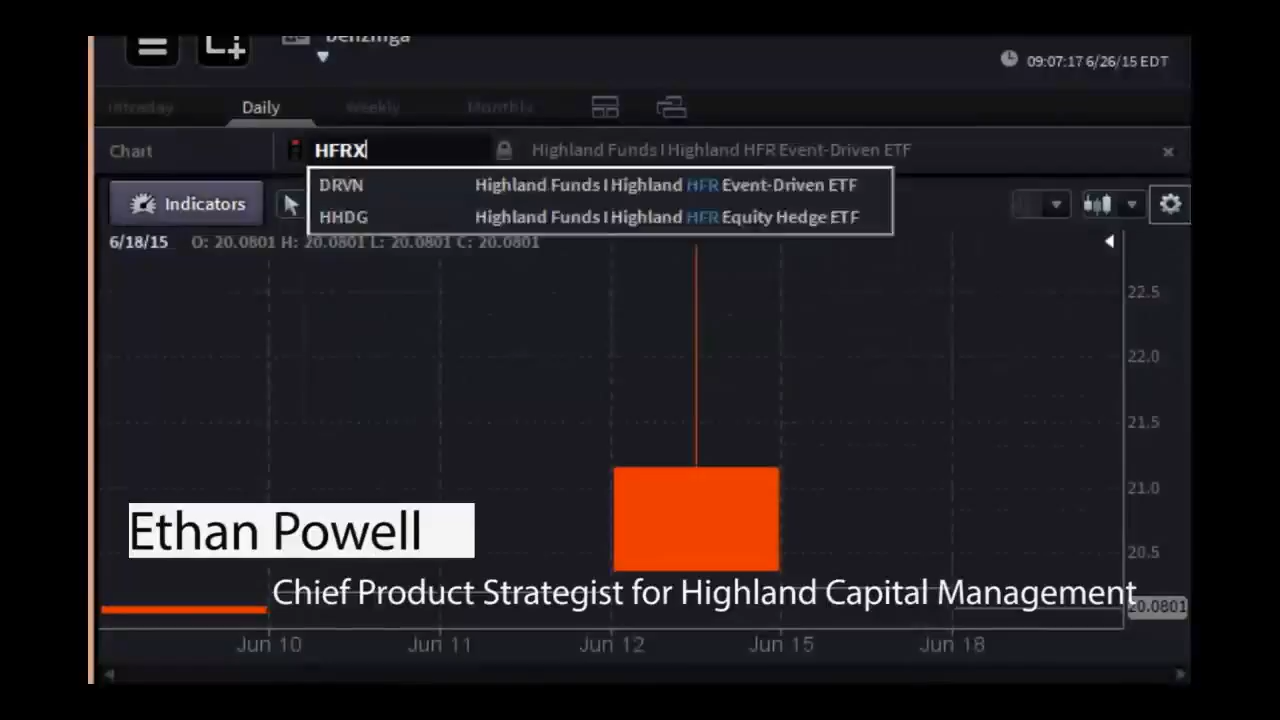 benzinga
09:07:17 6/26/15 EDT
Intraday Daily Weekly Monthly
Chart HFRX Highland Funds I Highland HFR Event-Driven ETF
DRVN Highland Funds I Highland HFR Event-Driven ETF
Indicators
HHDG Highland Funds I Highland HFR Equity Hedge ETF
6/18/15 O: 20.0801 H: 20.0801 L: 20.0801 C: 20.0801
22.5
22.0
21.5
21.0
Ethan Powell
20.5
Chief Product Strategist for Highland Capital Management
20.0801
Jun 10 Jun 11 Jun 12 Jun 15 Jun 18